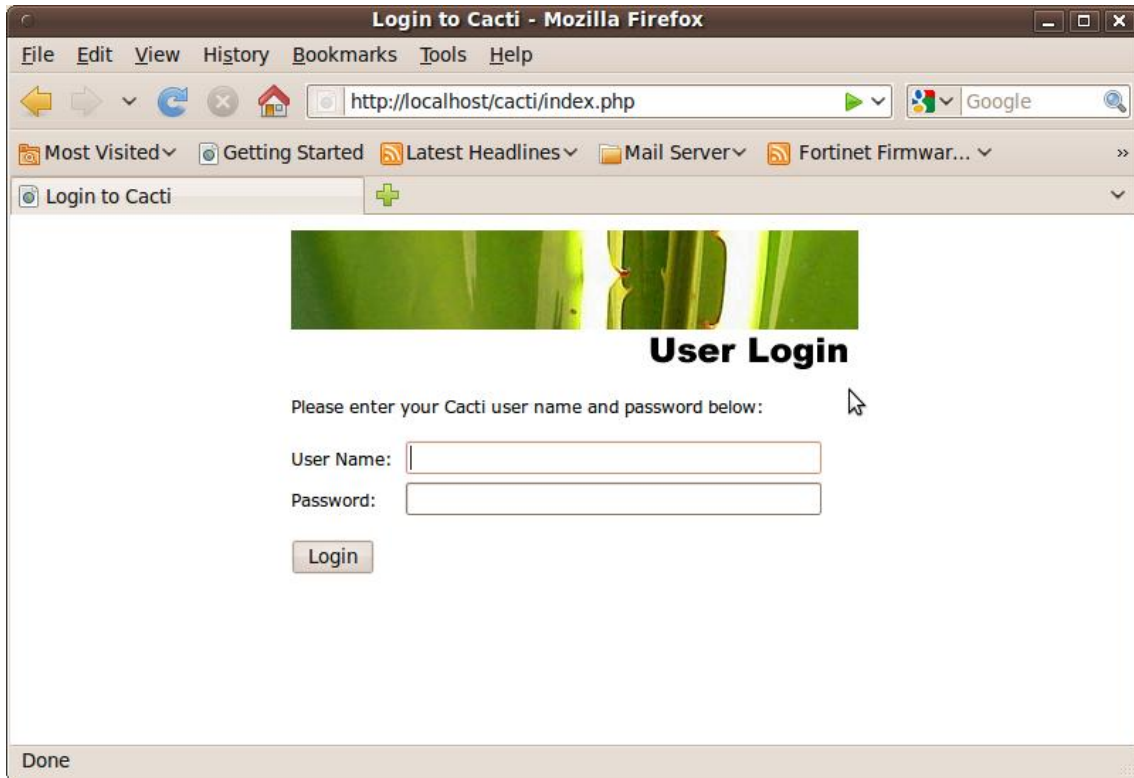 Login to Cacti - Mozilla Firefox
File Edit View History Bookmarks Tools Help
http://localhost/cacti/index.php Google
Most Visited Getting Started Latest Headlines Mail Server Fortinet Firmwar... »
Login to Cacti
User Login
Please enter your Cacti user name and password below:
User Name:
Password:
Login
Done